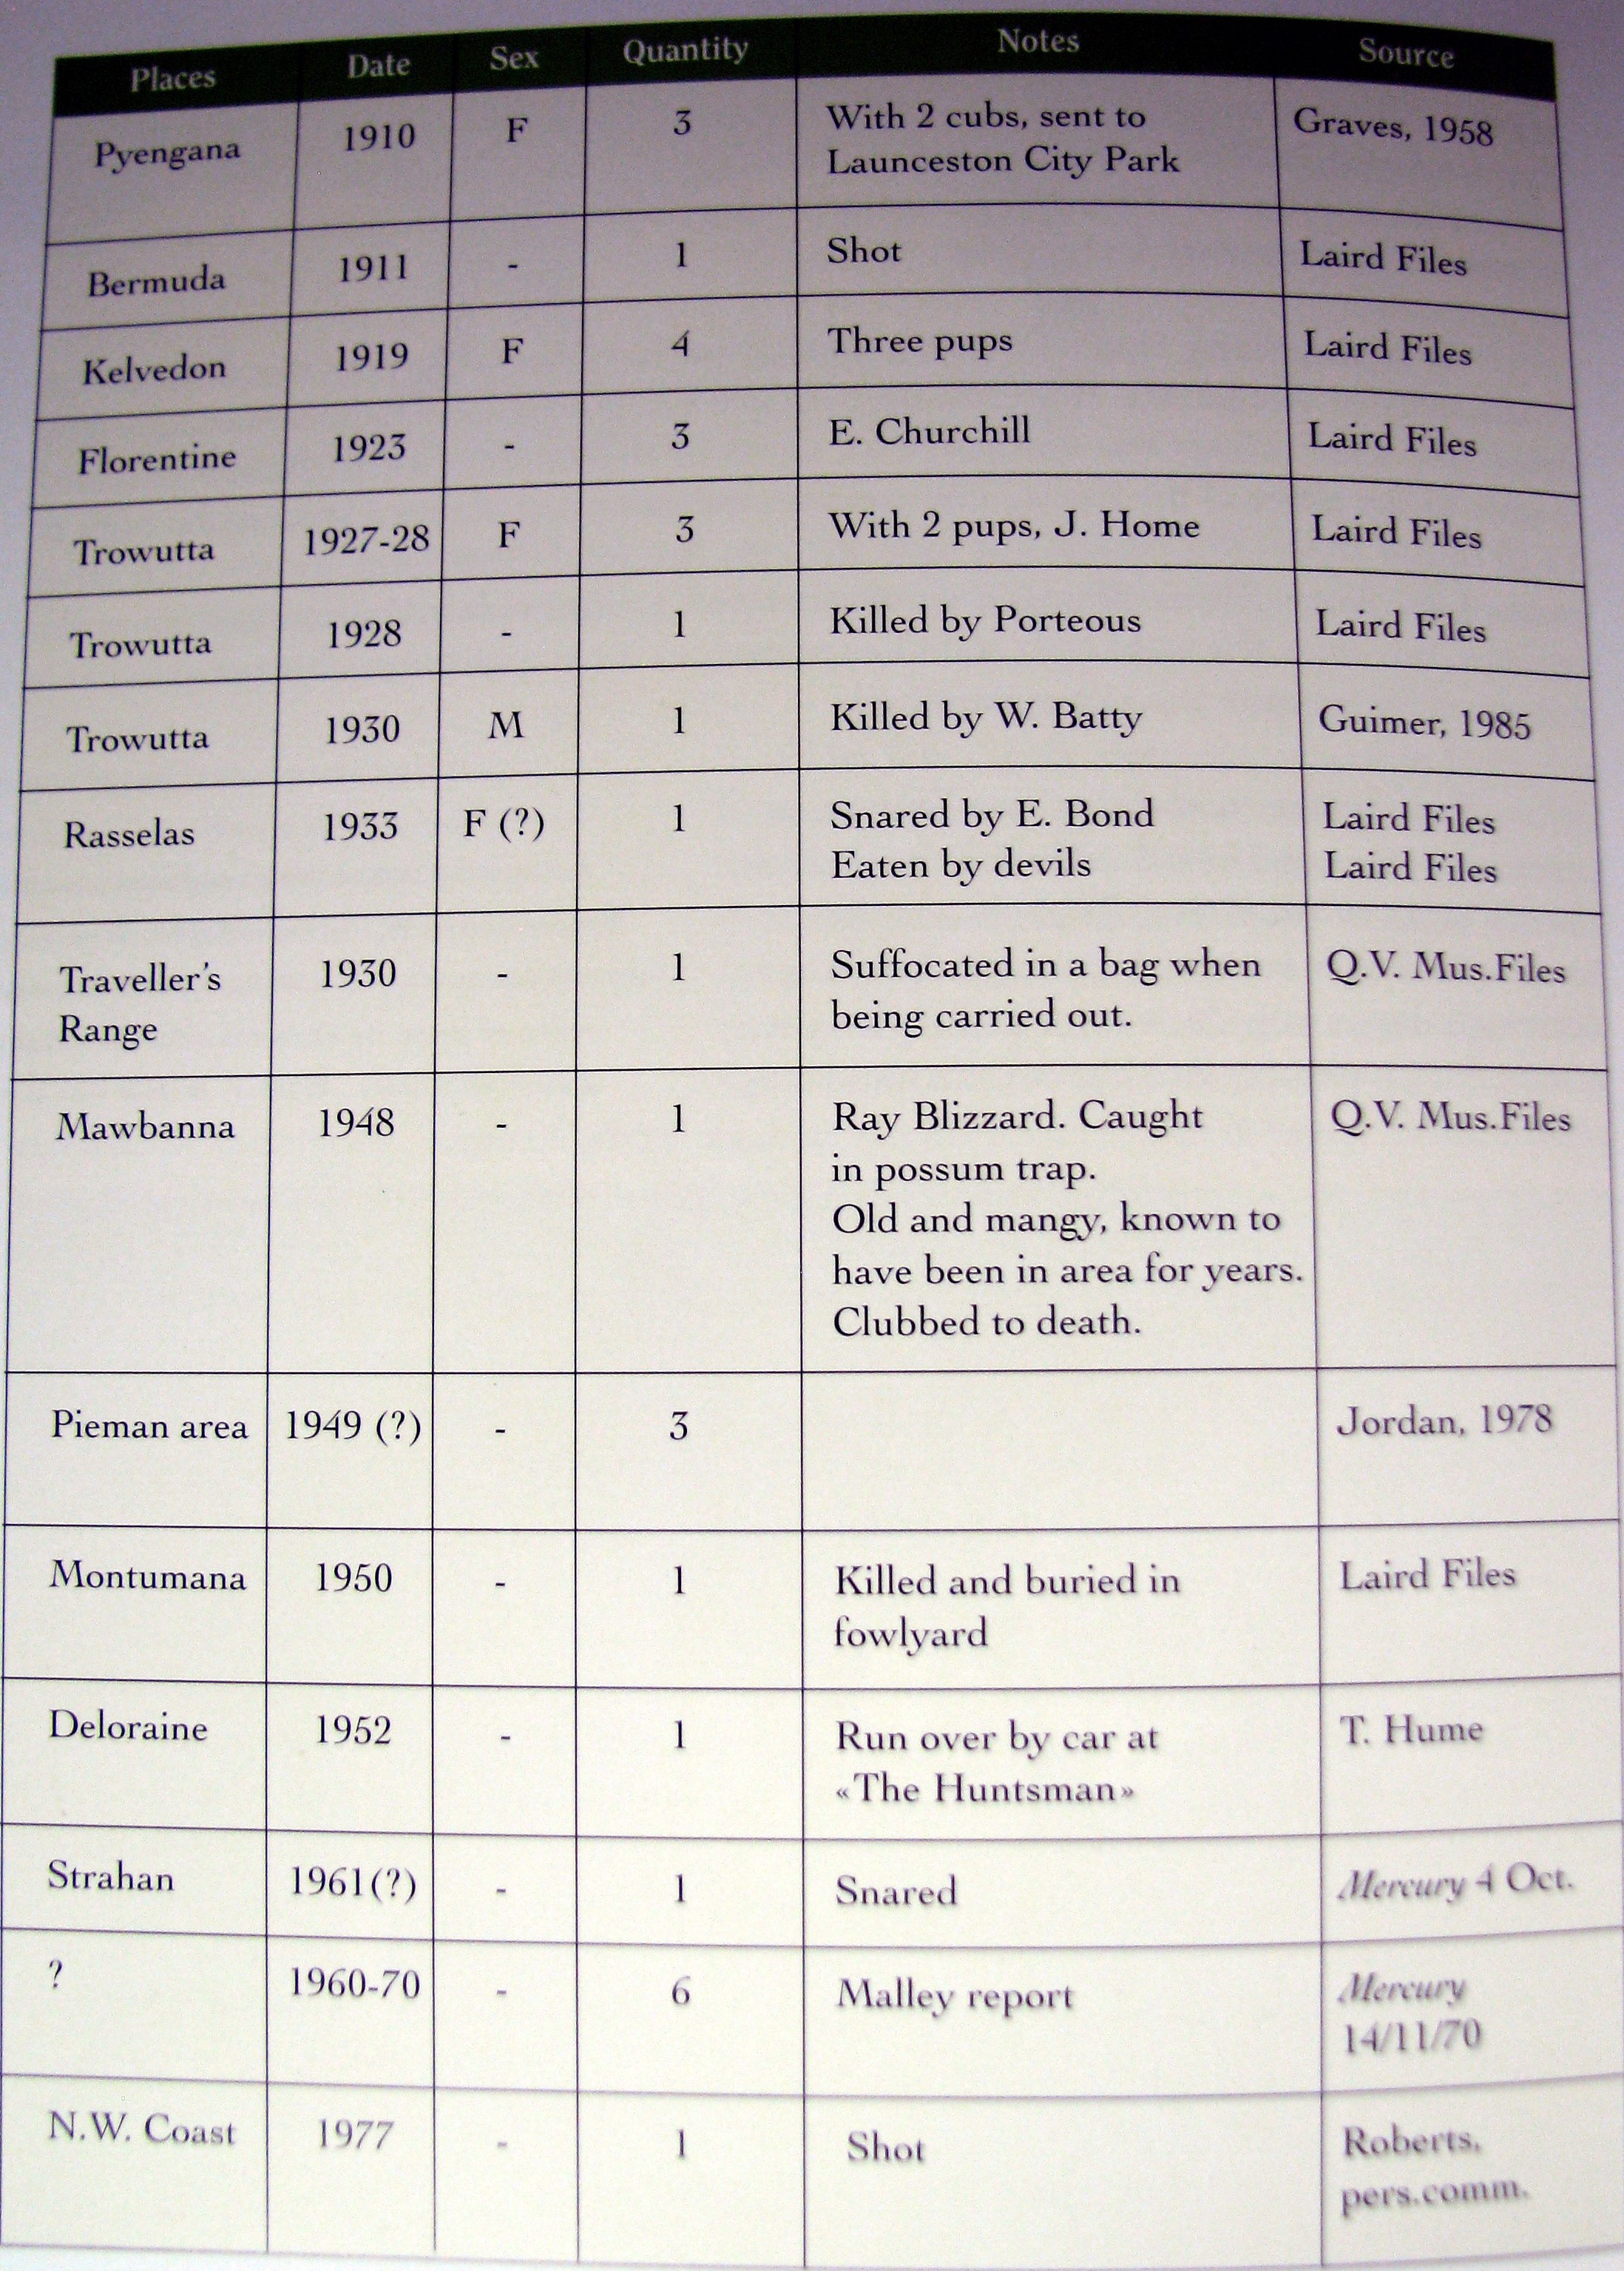 Places Date Sex Quantity Notes Source
Pyengana 1910 F 3 With 2 cubs, sent to Graves, 1958
Launceston City Park
Bermuda 1911 - 1 Shot Laird Files
Kelvedon 1919 F 4 Three pups Laird Files
Florentine 1923 - 3 E. Churchill Laird Files
Trowutta 1927-28 F 3 With 2 pups, J. Home Laird Files
Trowutta 1928 - 1 Killed by Porteous Laird Files
Trowutta 1930 M 1 Killed by W. Batty Guimer, 1985
Rasselas 1933 F (?) 1 Snared by E. Bond Laird Files
Eaten by devils Laird Files
Traveller's 1930 - 1 Suffocated in a bag when Q.V. Mus.Files
Range being carried out.
Mawbanna 1948 - 1 Ray Blizzard. Caught Q.V. Mus.Files
in possum trap.
Old and mangy, known to
have been in area for years.
Clubbed to death.
Pieman area 1949 (?) - 3 Jordan, 1978
Montumana 1950 - 1 Killed and buried in Laird Files
fowlyard
Deloraine 1952 - 1 Run over by car at T. Hume
«The Huntsman»
Strahan 1961(?) - 1 Snared Mercury 4 Oct.
? 1960-70 - 6 Malley report Mercury
14/11/70
N.W. Coast 1977 - 1 Shot Roberts,
pers.comm.